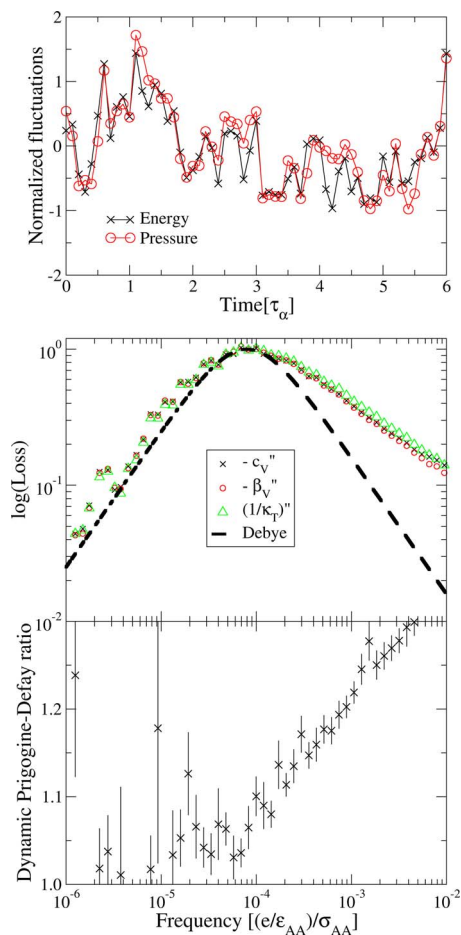 2
1
0
-1
-2
Normalized fluctuations
Energy
Pressure
0 1 2 3 4 5 6
Time[τα]
10^0
10^-1
10^-2
log(Loss)
- c_V''
- β_V''
(1/κ_T)''
Debye
1.2
1.2
1.1
1.0
Dynamic Prigogine-Defay ratio
10^-6 10^-5 10^-4 10^-3 10^-2
Frequency [(e/ε_AA)/σ_AA]